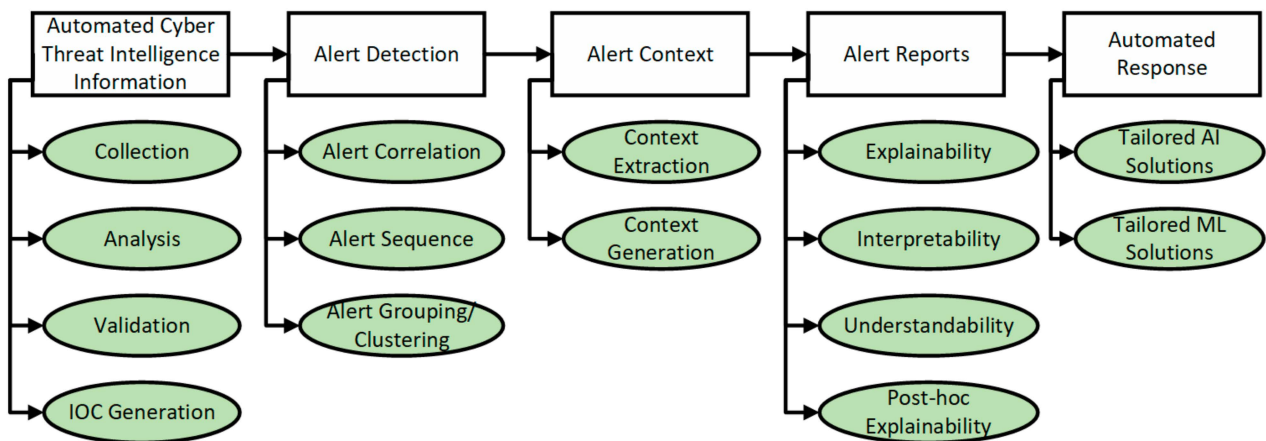 Automated Cyber
Threat Intelligence
Information
Alert Detection
Alert Context
Alert Reports
Automated
Response
Collection
Analysis
Validation
IOC Generation
Alert Correlation
Alert Sequence
Alert Grouping/
Clustering
Context
Extraction
Context
Generation
Explainability
Interpretability
Understandability
Post-hoc
Explainability
Tailored AI
Solutions
Tailored ML
Solutions